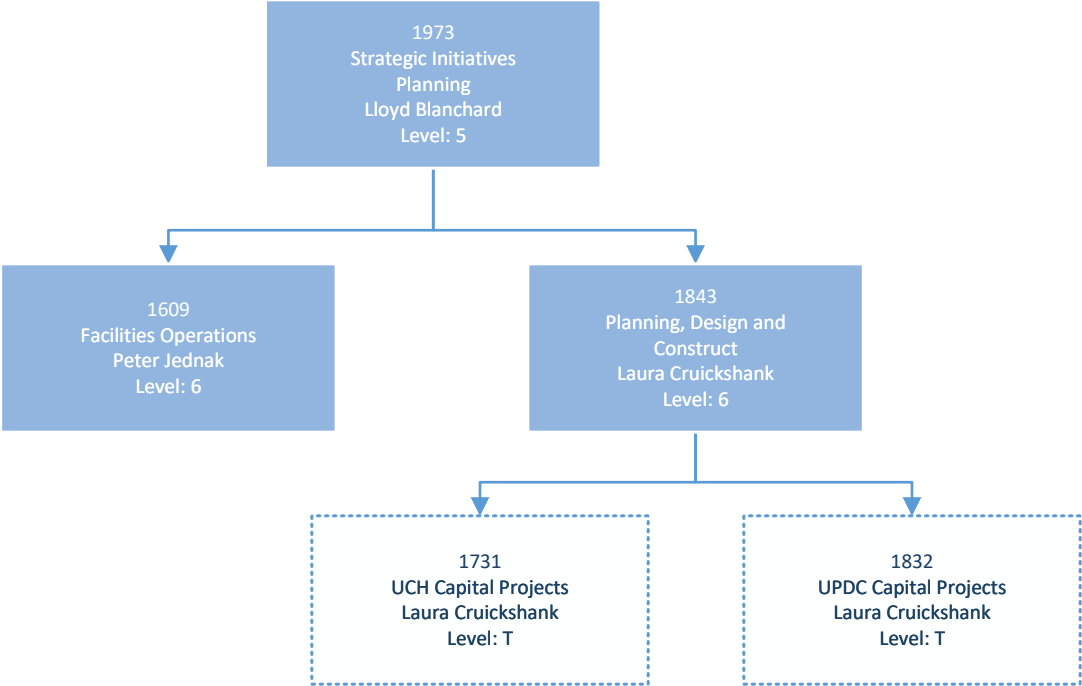 1973
Strategic Initiatives
Planning
Lloyd Blanchard
Level: 5
1609
Facilities Operations
Peter Jednak
Level: 6
1843
Planning, Design and
Construct
Laura Cruickshank
Level: 6
1731
UCH Capital Projects
Laura Cruickshank
Level: T
1832
UPDC Capital Projects
Laura Cruickshank
Level: T